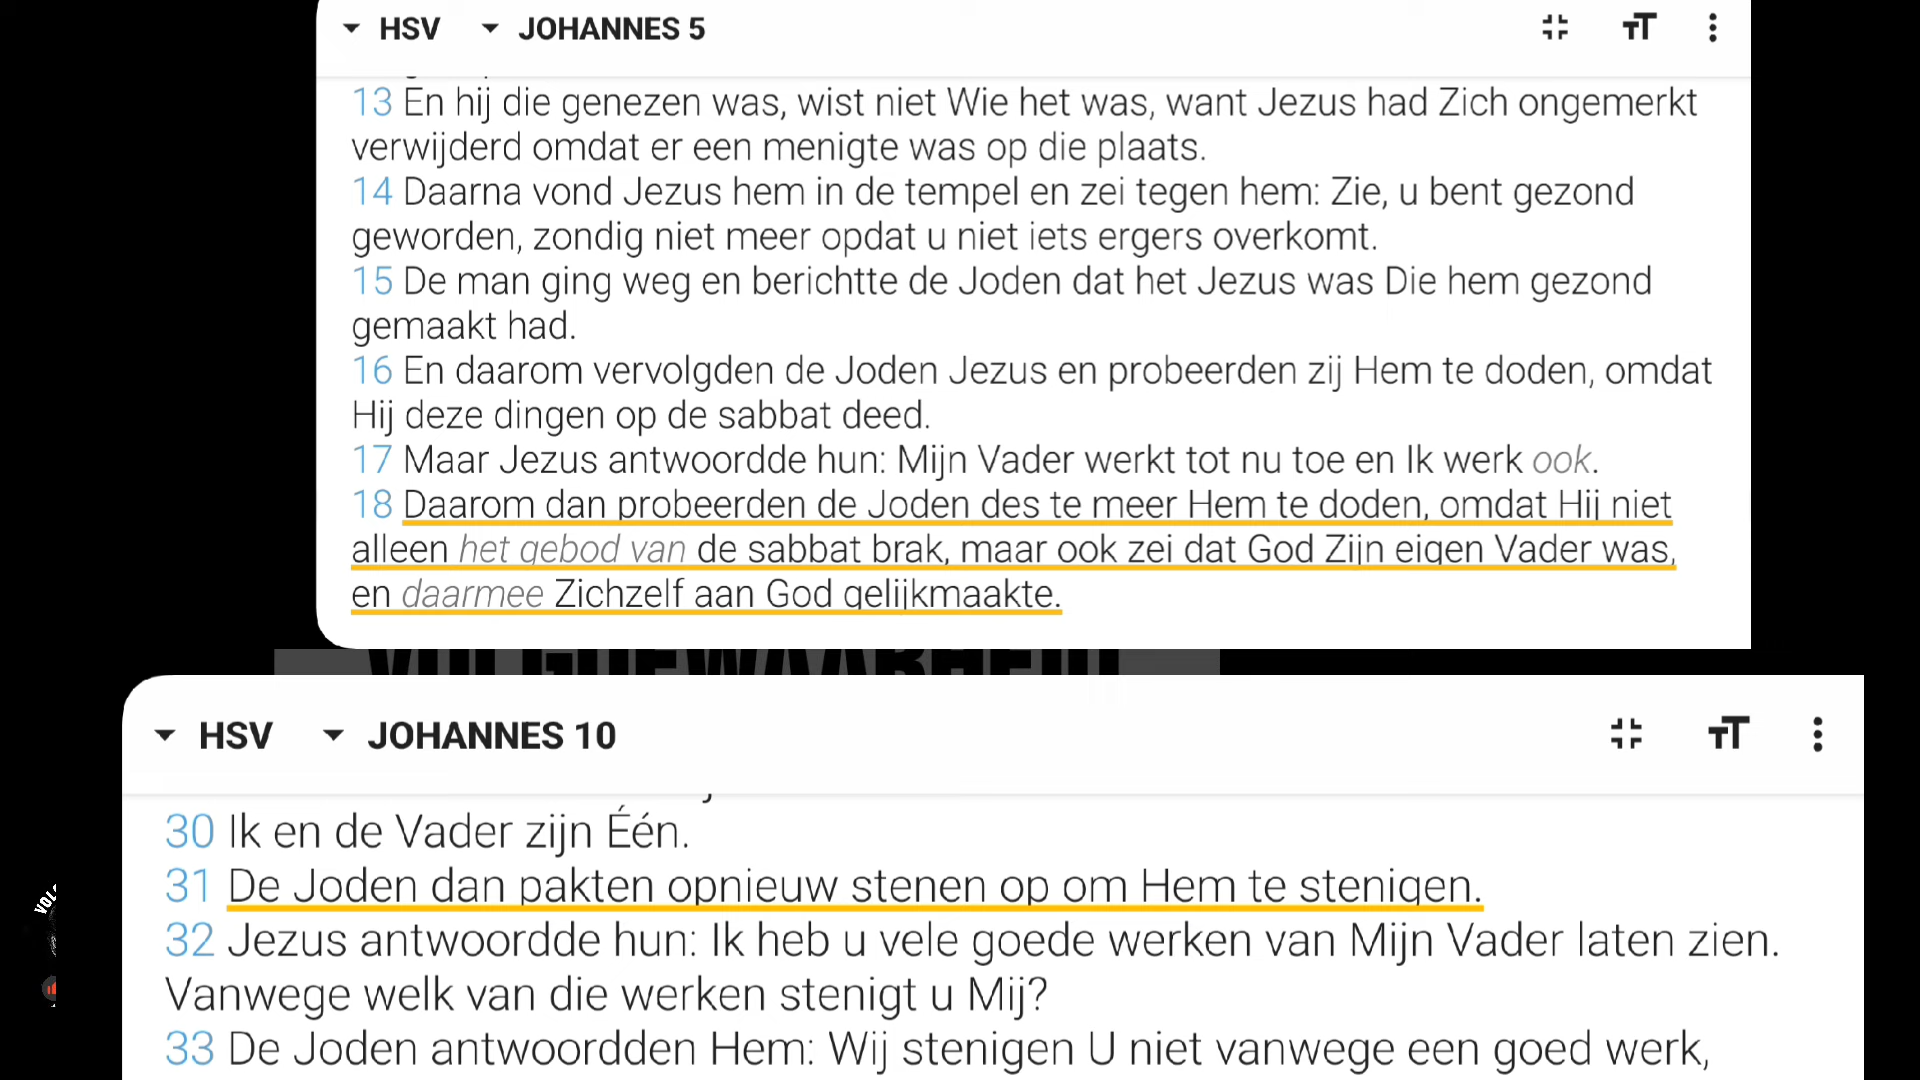 HSV JOHANNES 5
13 En hij die genezen was, wist niet Wie het was, want Jezus had Zich ongemerkt
verwijderd omdat er een menigte was op die plaats.
14 Daarna vond Jezus hem in de tempel en zei tegen hem: Zie, u bent gezond
geworden, zondig niet meer opdat u niet iets ergers overkomt.
15 De man ging weg en berichtte de Joden dat het Jezus was Die hem gezond
gemaakt had.
16 En daarom vervolgden de Joden Jezus en probeerden zij Hem te doden, omdat
Hij deze dingen op de sabbat deed.
17 Maar Jezus antwoordde hun: Mijn Vader werkt tot nu toe en Ik werk ook.
18 Daarom dan probeerden de Joden des te meer Hem te doden, omdat Hij niet
alleen het gebod van de sabbat brak, maar ook zei dat God Zijn eigen Vader was,
en daarmee Zichzelf aan God gelijkmaakte.
HSV JOHANNES 10
30 Ik en de Vader zijn Één.
31 De Joden dan pakten opnieuw stenen op om Hem te stenigen.
32 Jezus antwoordde hun: Ik heb u vele goede werken van Mijn Vader laten zien.
Vanwege welk van die werken stenigt u Mij?
33 De Joden antwoordden Hem: Wij stenigen U niet vanwege een goed werk,